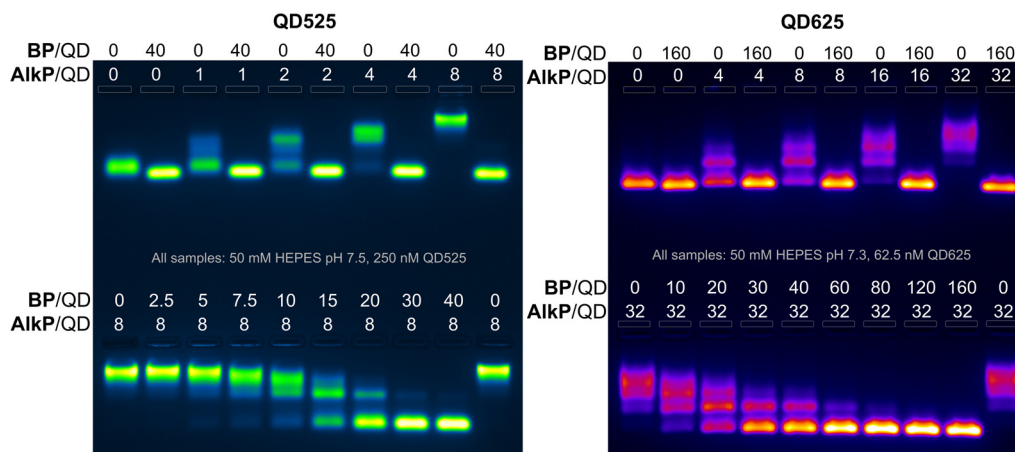 QD525
BP/QD 0 40 0 40 0 40 0 40 0 40
AlkP/QD 0 0 1 1 2 2 4 4 8 8
All samples: 50 mM HEPES pH 7.5, 250 nM QD525
BP/QD 0 2.5 5 7.5 10 15 20 30 40 0
AlkP/QD 8 8 8 8 8 8 8 8 8 8
QD625
BP/QD 0 160 0 160 0 160 0 160 0 160
AlkP/QD 0 0 4 4 8 8 16 16 32 32
All samples: 50 mM HEPES pH 7.3, 62.5 nM QD625
BP/QD 0 10 20 30 40 60 80 120 160 0
AlkP/QD 32 32 32 32 32 32 32 32 32 32